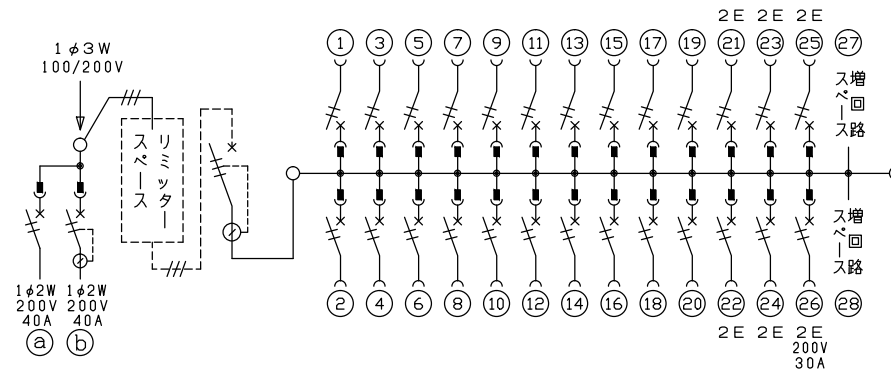 1φ3W
100/200V
リミッター
スペース
1φ2W
200V
40A
a
1φ2W
200V
40A
b
2E 2E 2E
1 3 5 7 9 11 13 15 17 19 21 23 25 27
増回路
スペース
増回路
スペース
2 4 6 8 10 12 14 16 18 20 22 24 26 28
2E 2E 2E
200V
30A